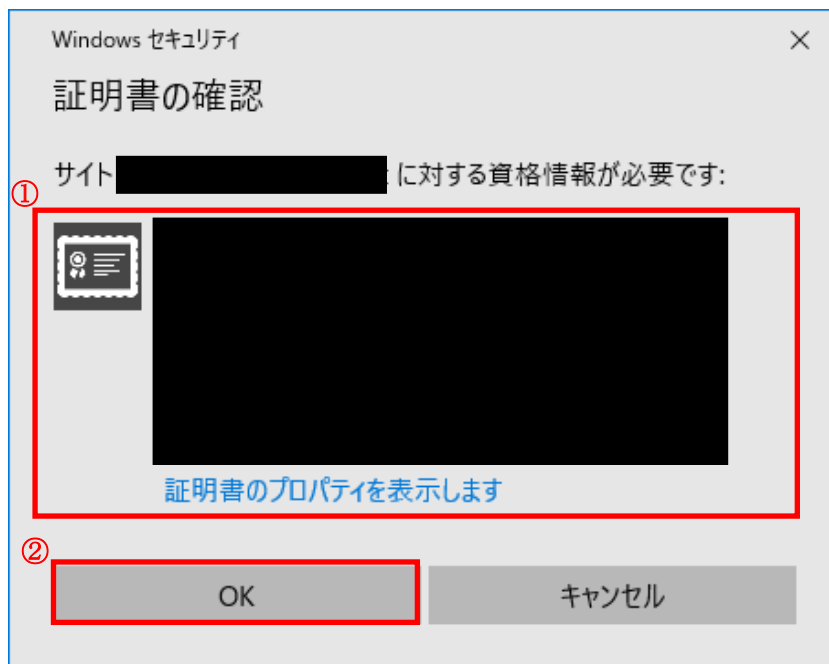 Windows セキュリティ
証明書の確認
サイト に対する資格情報が必要です:
①
証明書のプロパティを表示します
②
OK
キャンセル